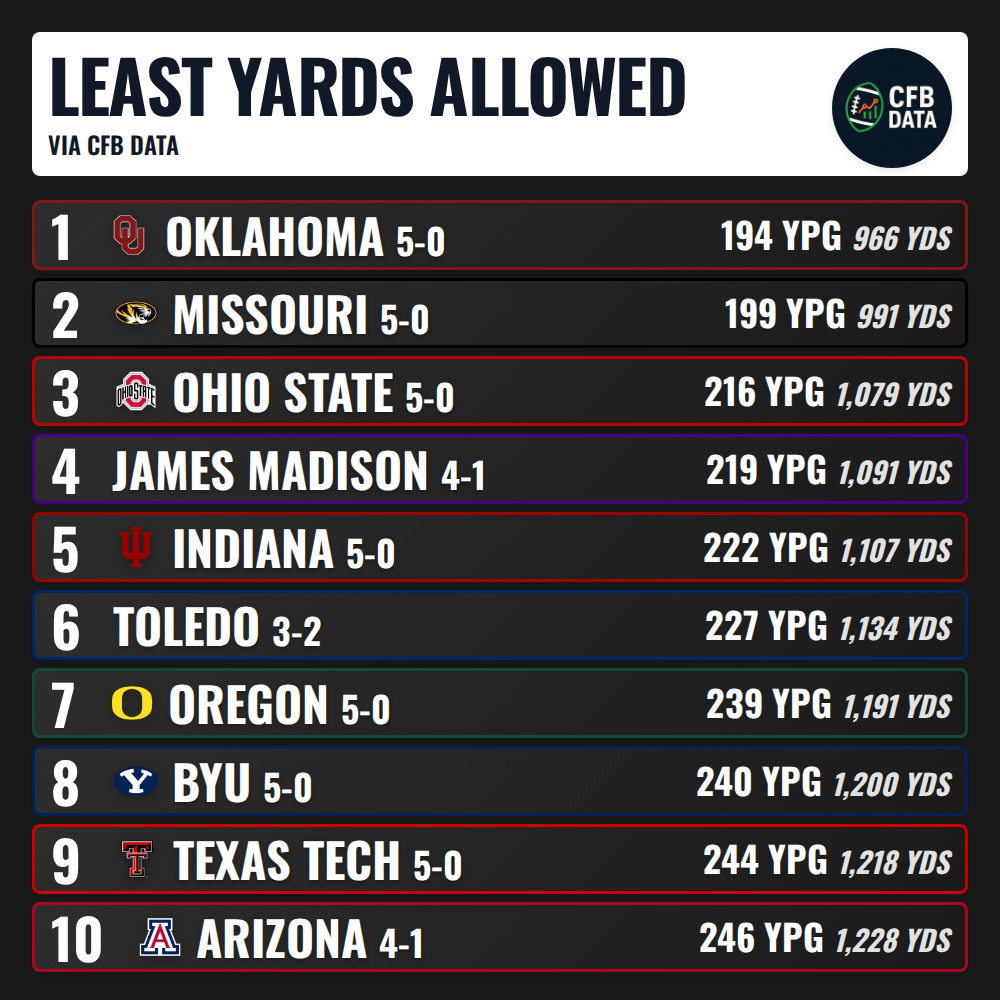 LEAST YARDS ALLOWED
VIA CFB DATA
CFB
DATA
1 OU OKLAHOMA 5-0 194 YPG 966 YDS
2 MISSOURI 5-0 199 YPG 991 YDS
3 OHIO STATE OHIO STATE 5-0 216 YPG 1,079 YDS
4 JAMES MADISON 4-1 219 YPG 1,091 YDS
5 IU INDIANA 5-0 222 YPG 1,107 YDS
6 TOLEDO 3-2 227 YPG 1,134 YDS
7 O OREGON 5-0 239 YPG 1,191 YDS
8 Y BYU 5-0 240 YPG 1,200 YDS
9 TT TEXAS TECH 5-0 244 YPG 1,218 YDS
10 A ARIZONA 4-1 246 YPG 1,228 YDS